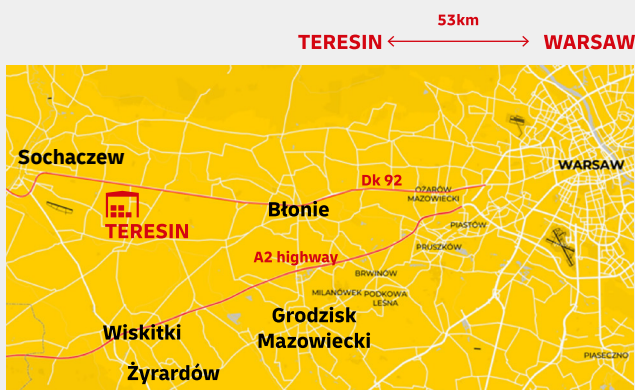 53km
TERESIN
WARSAW
Sochaczew
WARSAW
Dk 92
OŻARÓW
MAZOWIECKI
Błonie
TERESIN
PIASTÓW
PRUSZKÓW
A2 highway
BRWINÓW
MILANÓWEK
PODKOWA
LEŚNA
Grodzisk
Mazowiecki
Wiskitki
PIASECZNO
Żyrardów